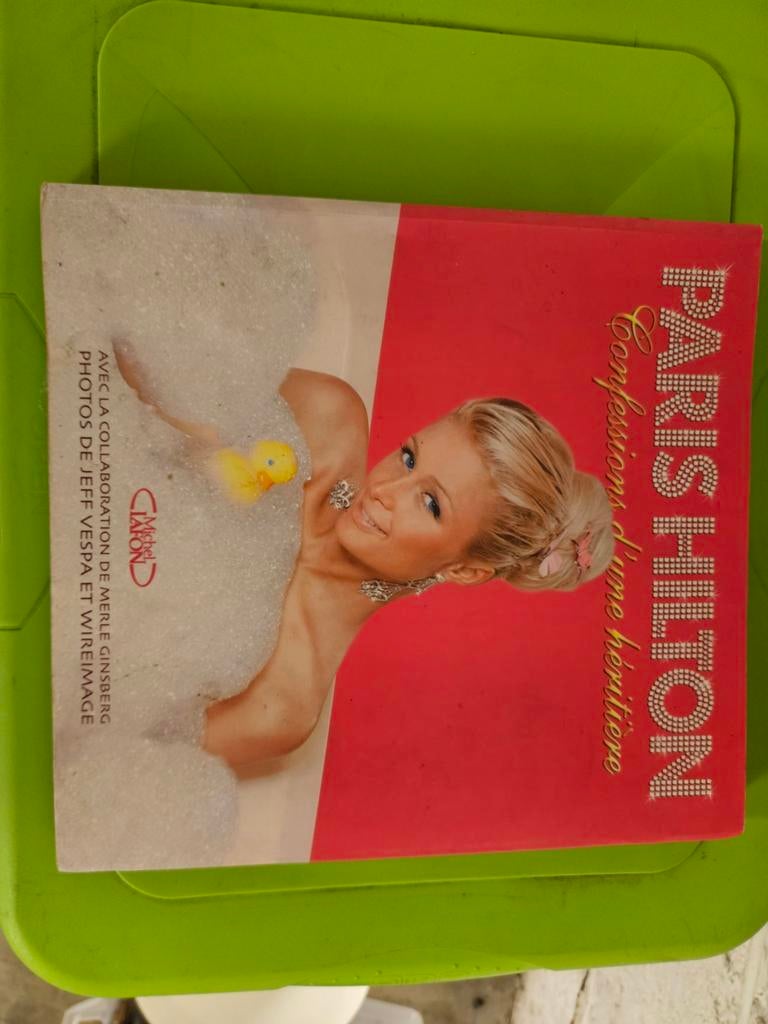 PARIS HILTON
Confessions d'une héritière
Michel
LAFON
AVEC LA COLLABORATION DE MERLE GINSBERG
PHOTOS DE JEFF VESPA ET WIREIMAGE